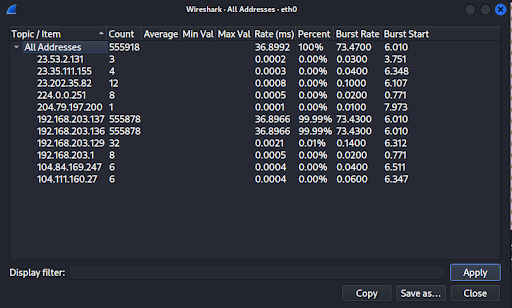 Wireshark · All Addresses · eth0
Topic / Item Count Average Min Val Max Val Rate (ms) Percent Burst Rate Burst Start
All Addresses 555918 36.8992 100% 73.4700 6.010
23.53.2.131 3 0.0002 0.00% 0.0300 3.751
23.35.111.155 4 0.0003 0.00% 0.0400 6.348
23.202.35.82 12 0.0008 0.00% 0.1000 6.107
224.0.0.251 8 0.0005 0.00% 0.0200 0.771
204.79.197.200 1 0.0001 0.00% 0.0100 7.973
192.168.203.137 555878 36.8966 99.99% 73.4300 6.010
192.168.203.136 555878 36.8966 99.99% 73.4300 6.010
192.168.203.129 32 0.0021 0.01% 0.1400 6.312
192.168.203.1 8 0.0005 0.00% 0.0200 0.771
104.84.169.247 6 0.0004 0.00% 0.0400 6.511
104.111.160.27 6 0.0004 0.00% 0.0600 6.347
Display filter:
Apply
Copy Save as... Close